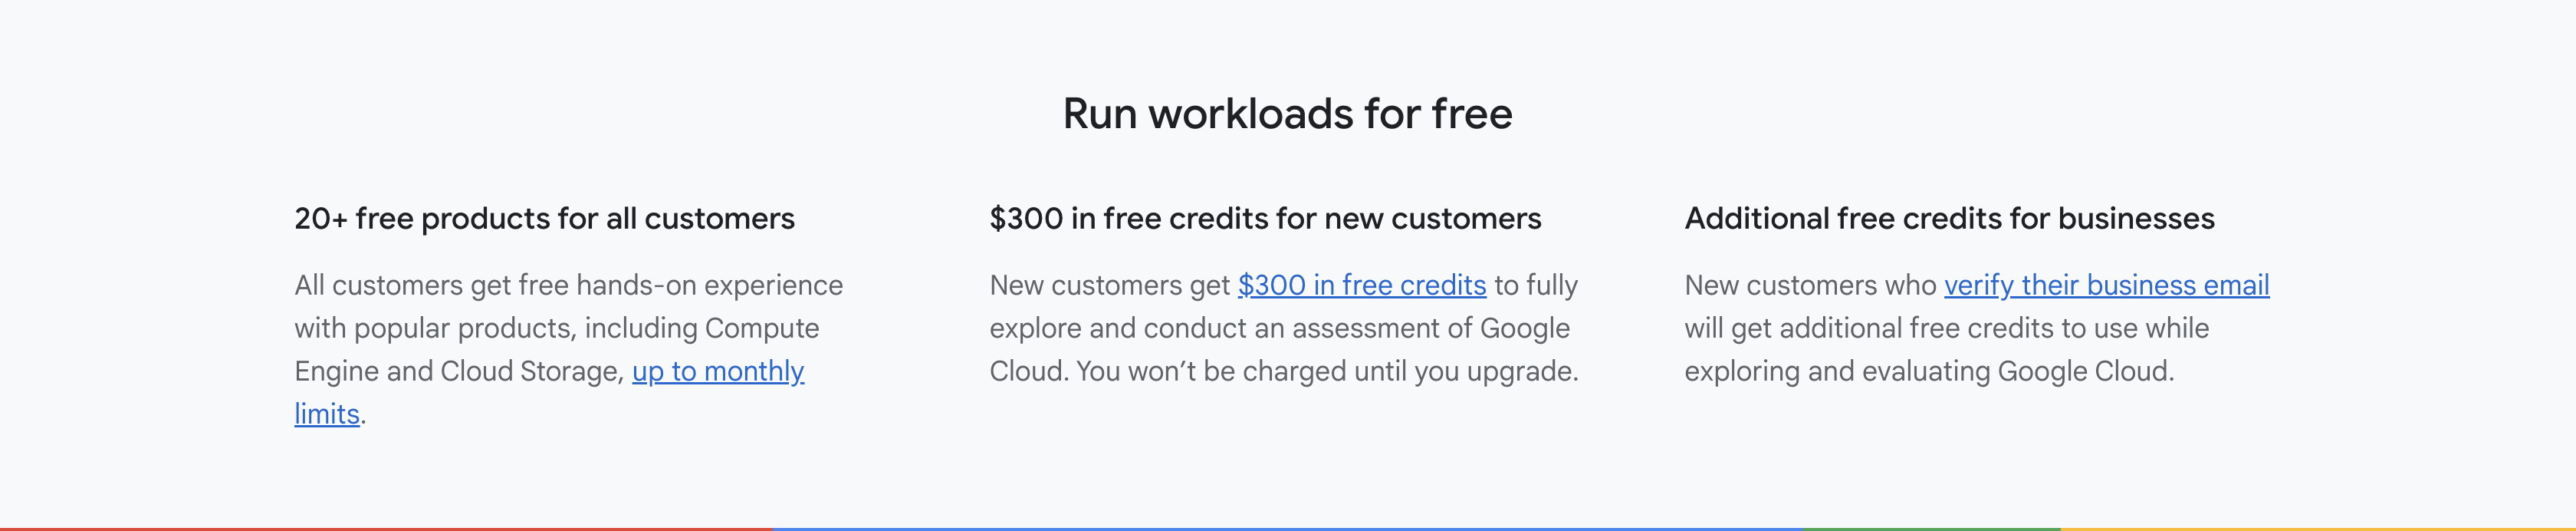 Run workloads for free
20+ free products for all customers
All customers get free hands-on experience
with popular products, including Compute
Engine and Cloud Storage, up to monthly
limits.
$300 in free credits for new customers
New customers get $300 in free credits to fully
explore and conduct an assessment of Google
Cloud. You won’t be charged until you upgrade.
Additional free credits for businesses
New customers who verify their business email
will get additional free credits to use while
exploring and evaluating Google Cloud.